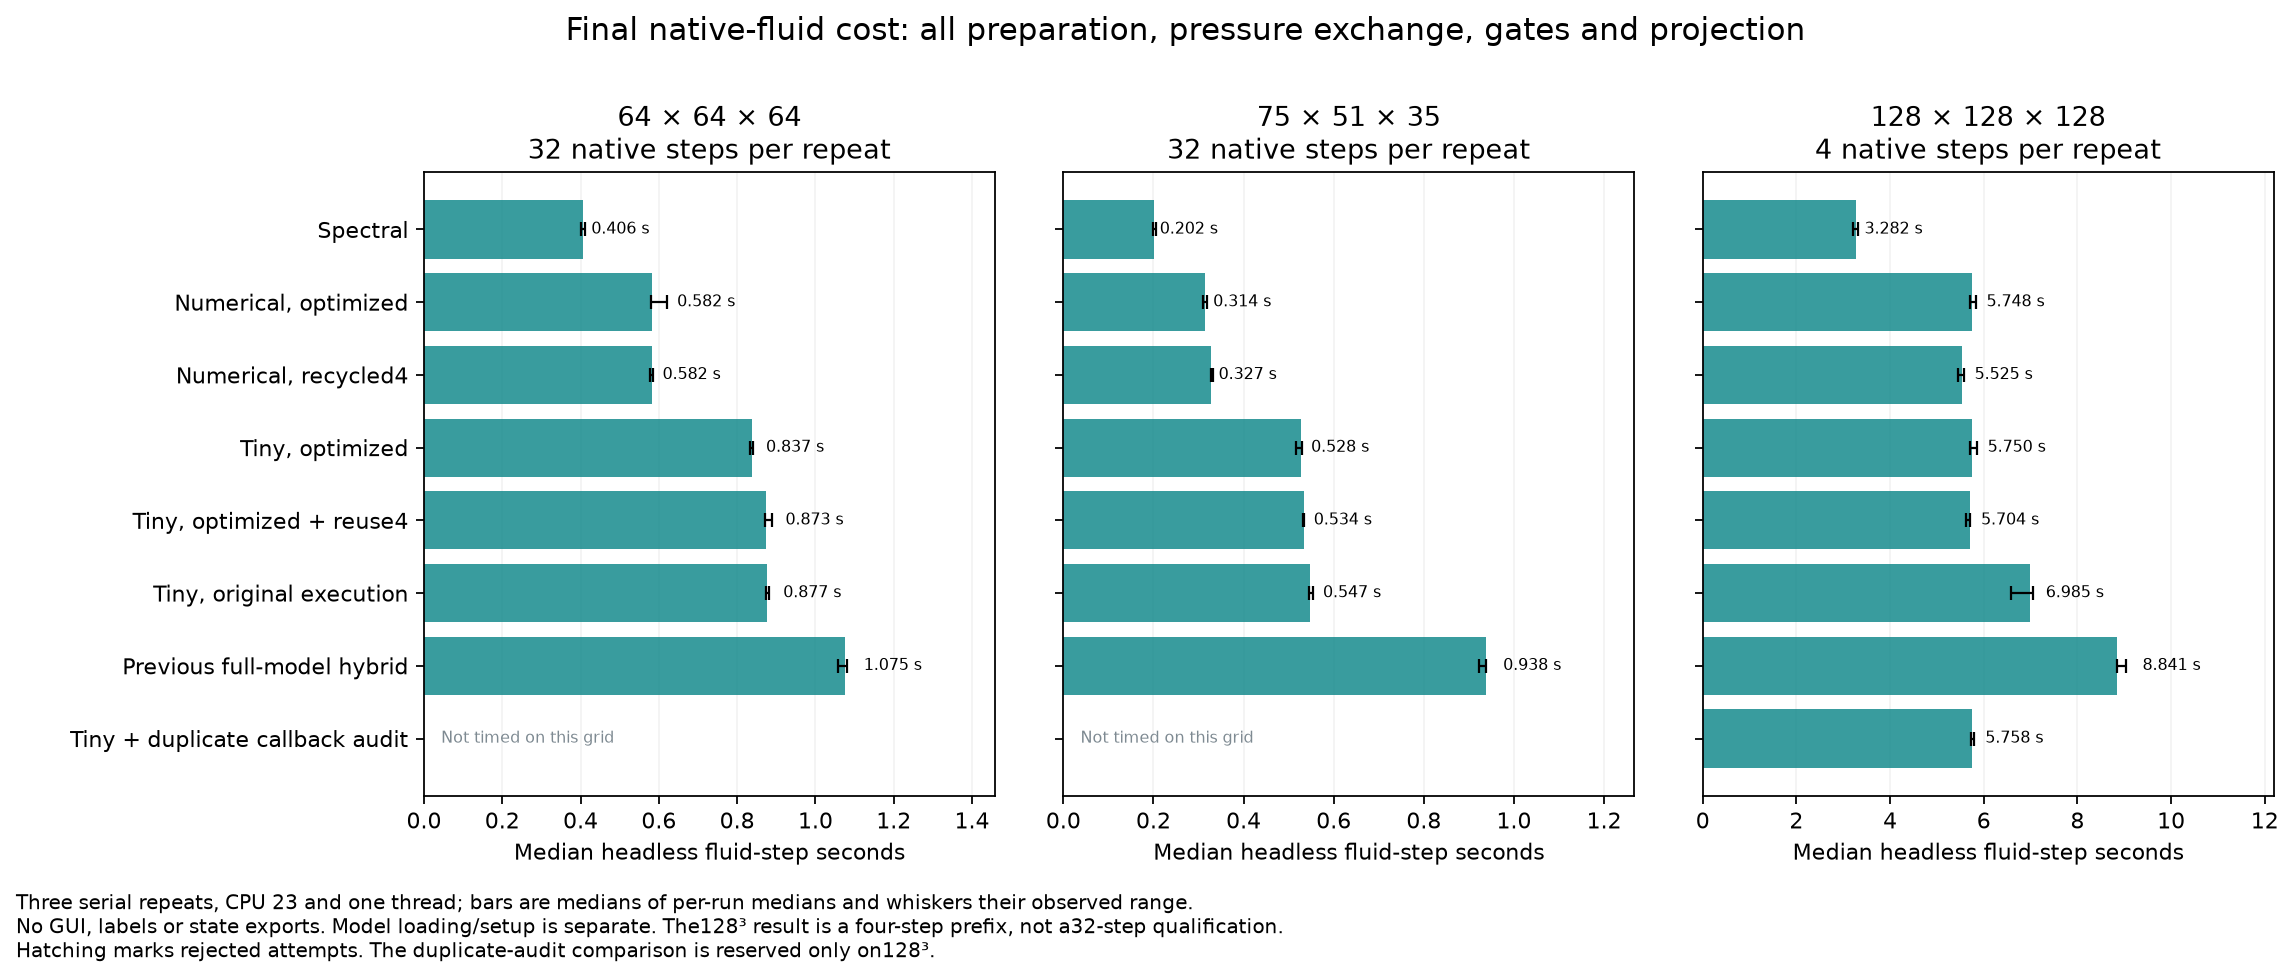 Final native-fluid cost: all preparation, pressure exchange, gates and projection
64 × 64 × 64
32 native steps per repeat
75 × 51 × 35
32 native steps per repeat
128 × 128 × 128
4 native steps per repeat
Spectral
0.406 s
0.202 s
3.282 s
Numerical, optimized
0.582 s
0.314 s
5.748 s
Numerical, recycled4
0.582 s
0.327 s
5.525 s
Tiny, optimized
0.837 s
0.528 s
5.750 s
Tiny, optimized + reuse4
0.873 s
0.534 s
5.704 s
Tiny, original execution
0.877 s
0.547 s
6.985 s
Previous full-model hybrid
1.075 s
0.938 s
8.841 s
Tiny + duplicate callback audit
Not timed on this grid
Not timed on this grid
5.758 s
0.0 0.2 0.4 0.6 0.8 1.0 1.2 1.4
0.0 0.2 0.4 0.6 0.8 1.0 1.2
0 2 4 6 8 10 12
Median headless fluid-step seconds
Median headless fluid-step seconds
Median headless fluid-step seconds
Three serial repeats, CPU 23 and one thread; bars are medians of per-run medians and whiskers their observed range.
No GUI, labels or state exports. Model loading/setup is separate. The128³ result is a four-step prefix, not a32-step qualification.
Hatching marks rejected attempts. The duplicate-audit comparison is reserved only on128³.